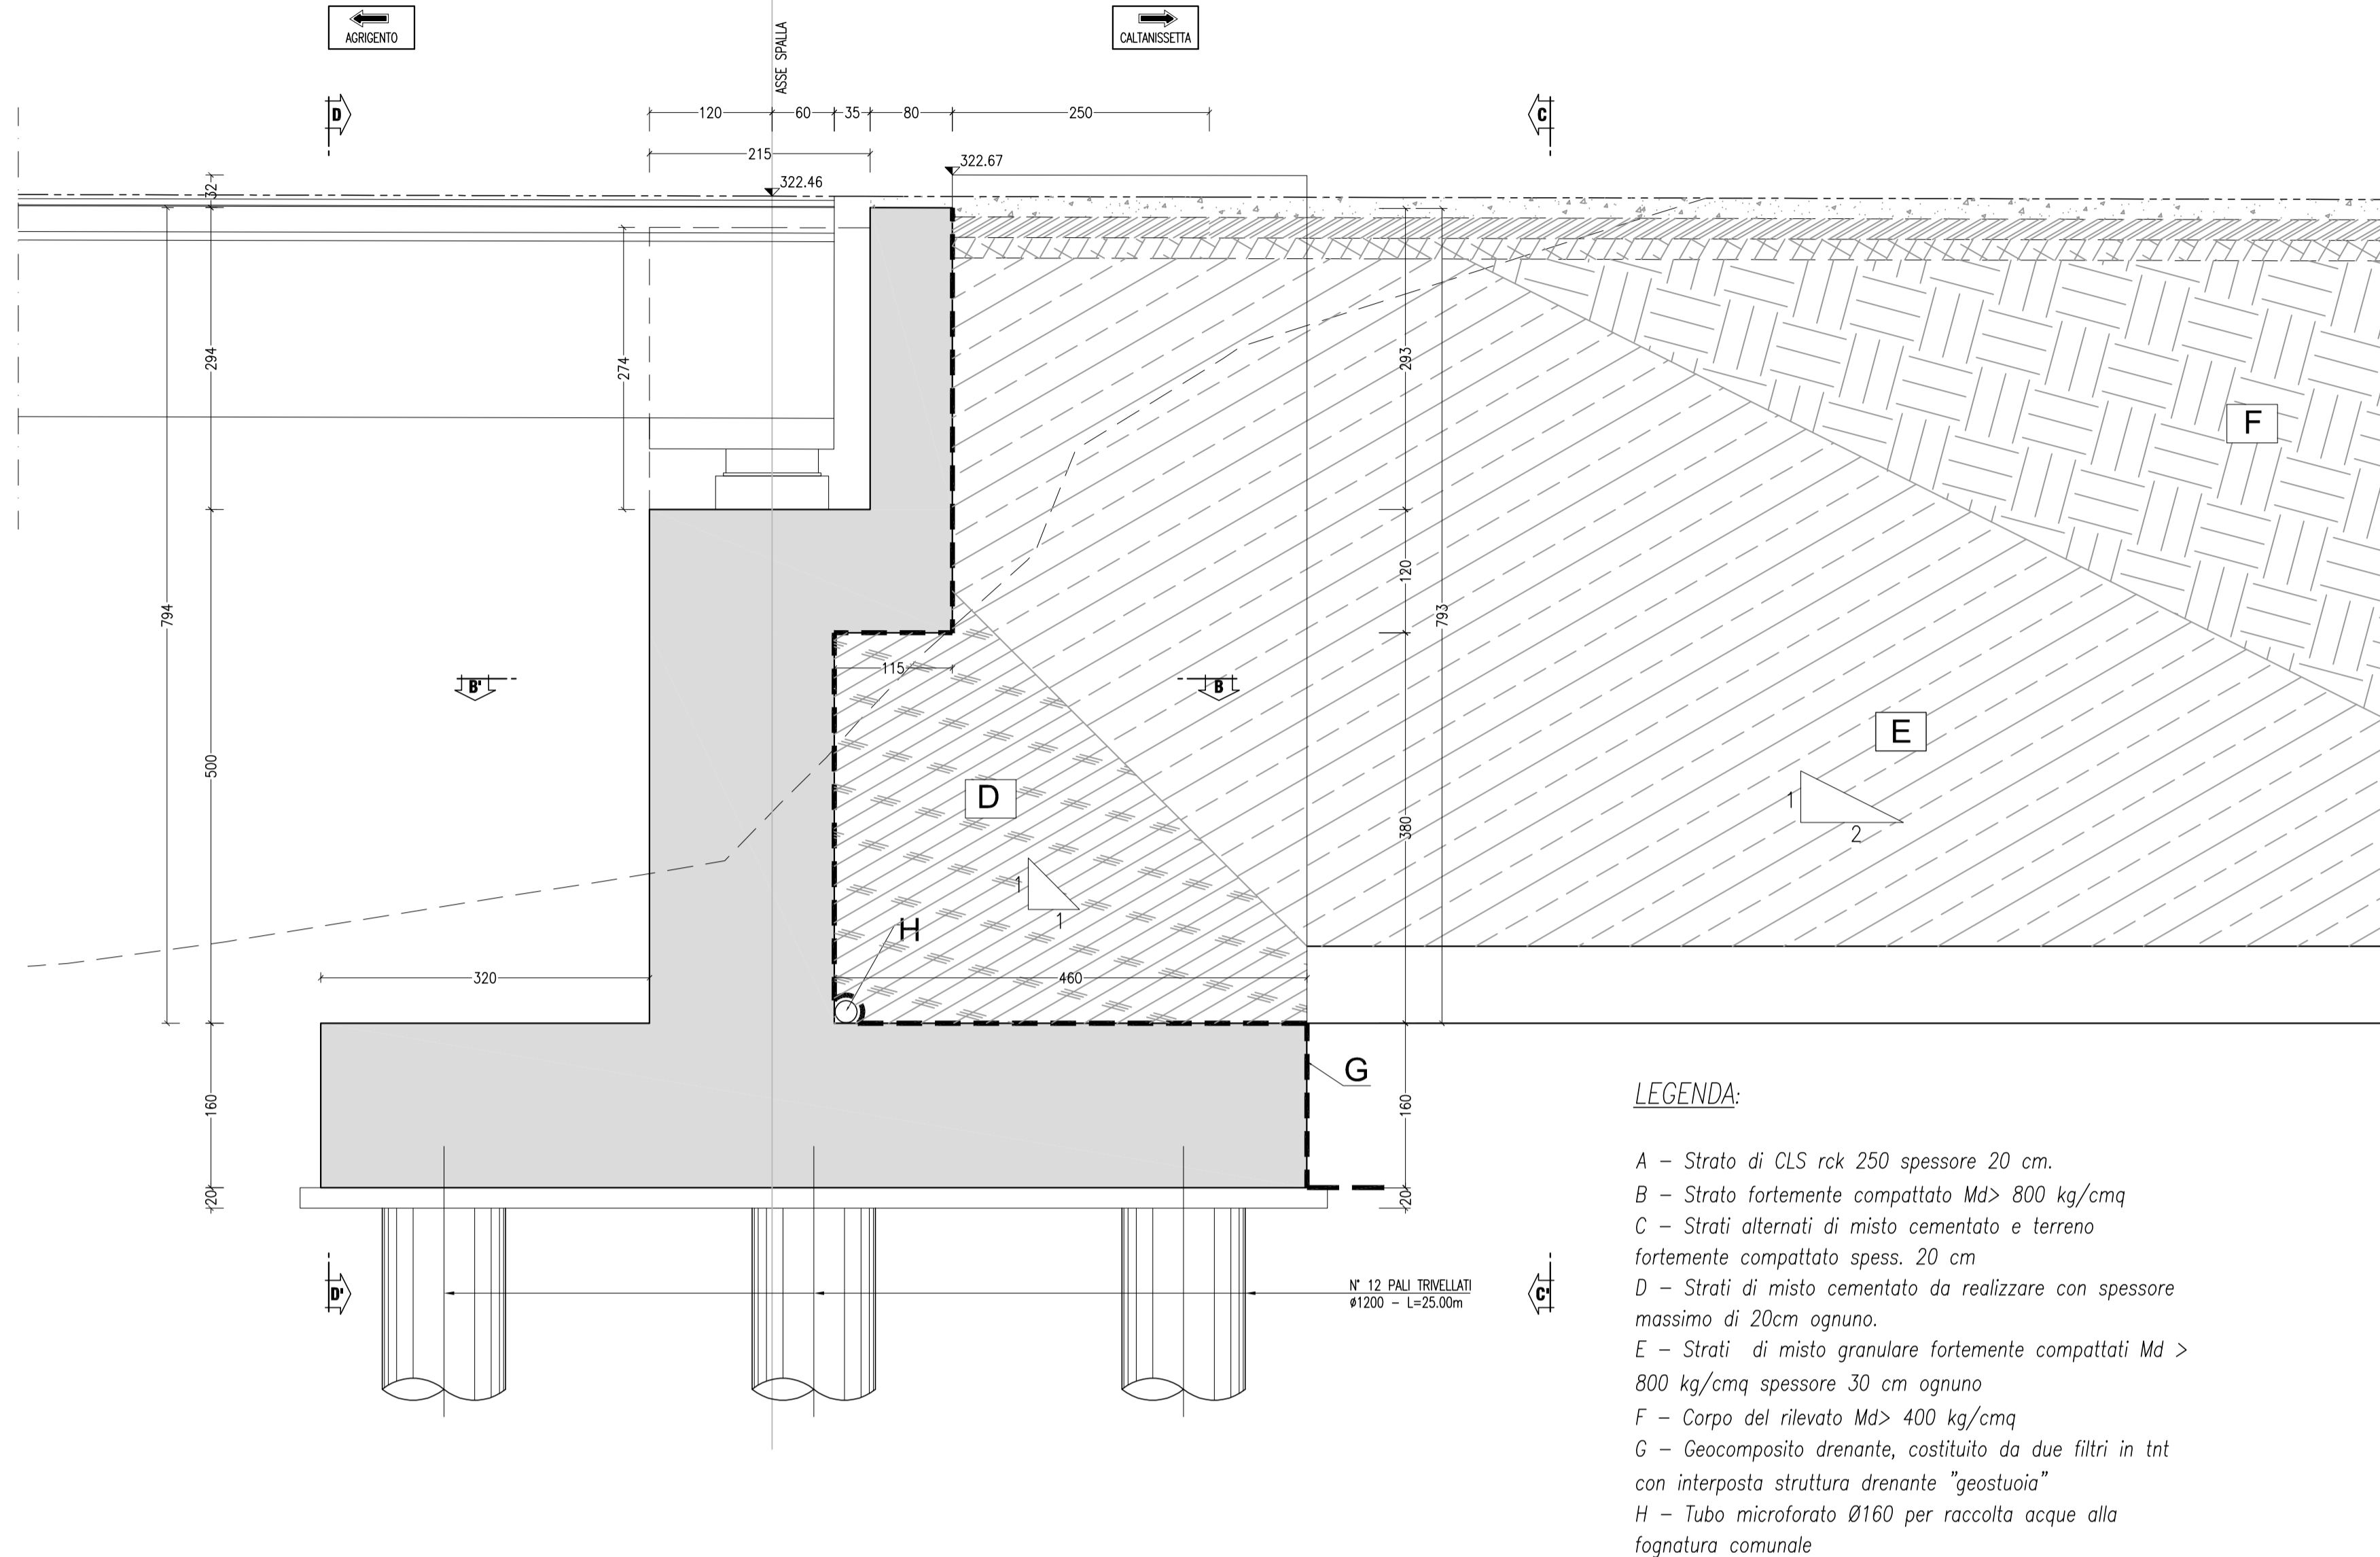 AGRIGENTO
CALTANISSETTA
ASSE SPALLA
D
C
120
60
35
80
250
215
322.67
322.46
32
294
274
293
794
120
793
F
115
B'
B
E
500
D
1
2
380
1
1
H
320
460
G
160
160
20
20
D'
C'
N° 12 PALI TRIVELLATI
ø1200 – L=25.00m
LEGENDA:
A – Strato di CLS rck 250 spessore 20 cm.
B – Strato fortemente compattato Md> 800 kg/cmq
C – Strati alternati di misto cementato e terreno
fortemente compattato spess. 20 cm
D – Strati di misto cementato da realizzare con spessore
massimo di 20cm ognuno.
E – Strati di misto granulare fortemente compattati Md >
800 kg/cmq spessore 30 cm ognuno
F – Corpo del rilevato Md> 400 kg/cmq
G – Geocomposito drenante, costituito da due filtri in tnt
con interposta struttura drenante "geostuoia"
H – Tubo microforato Ø160 per raccolta acque alla
fognatura comunale